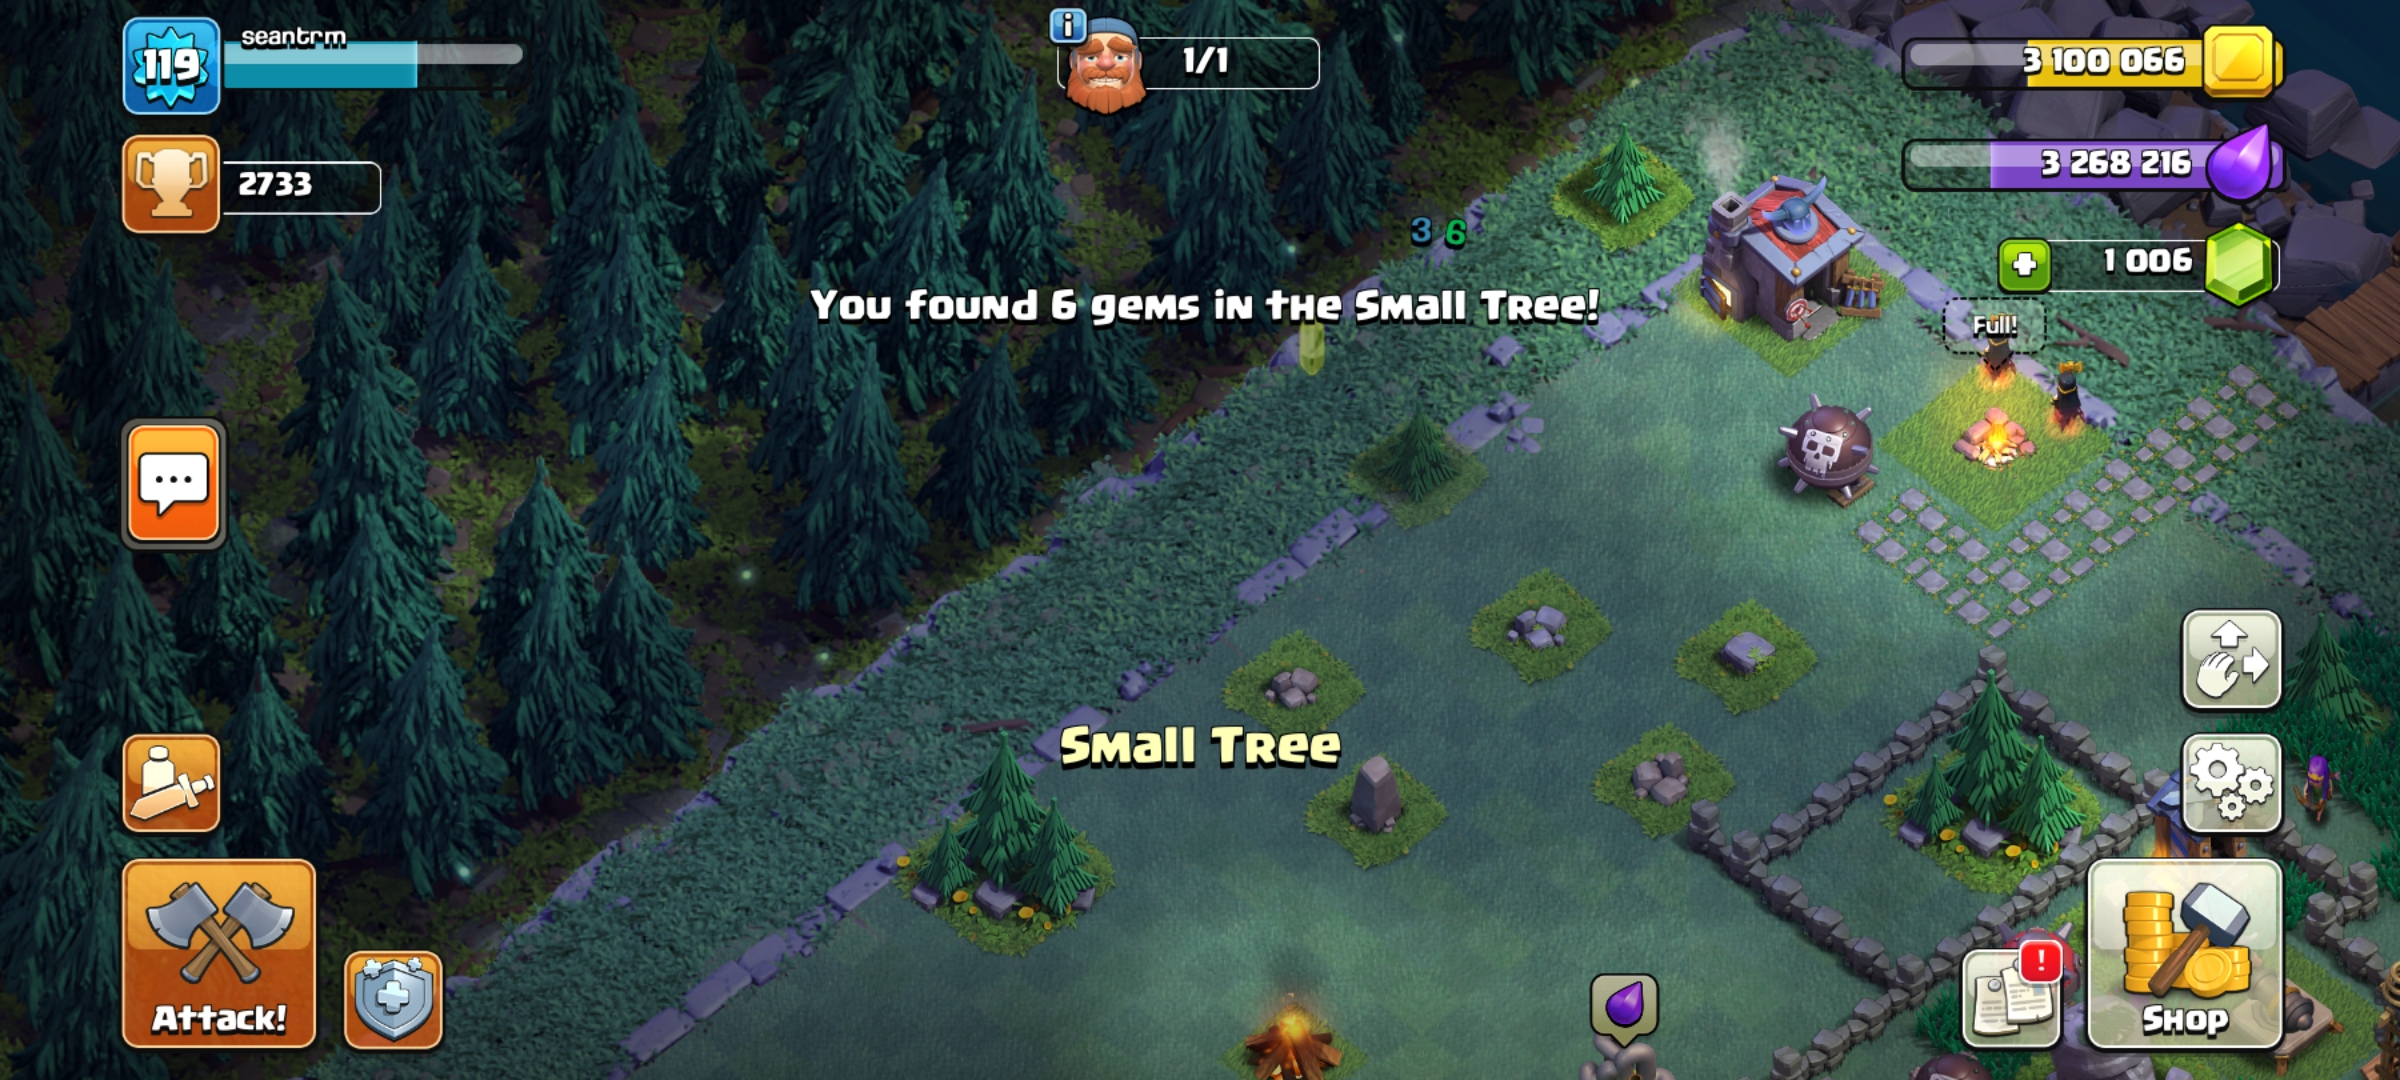 119
seantrm
1/1
3 100 066
2733
3 268 216
3 6
1 006
You found 6 gems in the Small Tree!
Full!
Small Tree
!
Attack!
Shop